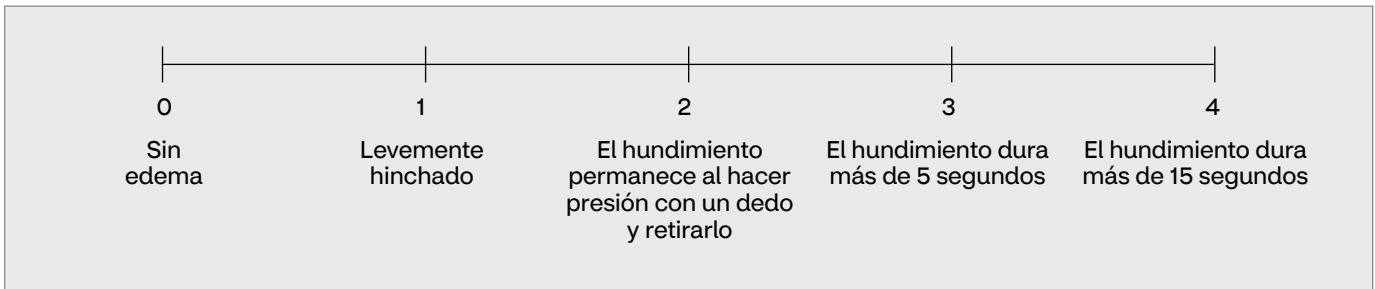 0
Sin
edema
1
Levemente
hinchado
2
El hundimiento
permanece al hacer
presión con un dedo
y retirarlo
3
El hundimiento dura
más de 5 segundos
4
El hundimiento dura
más de 15 segundos